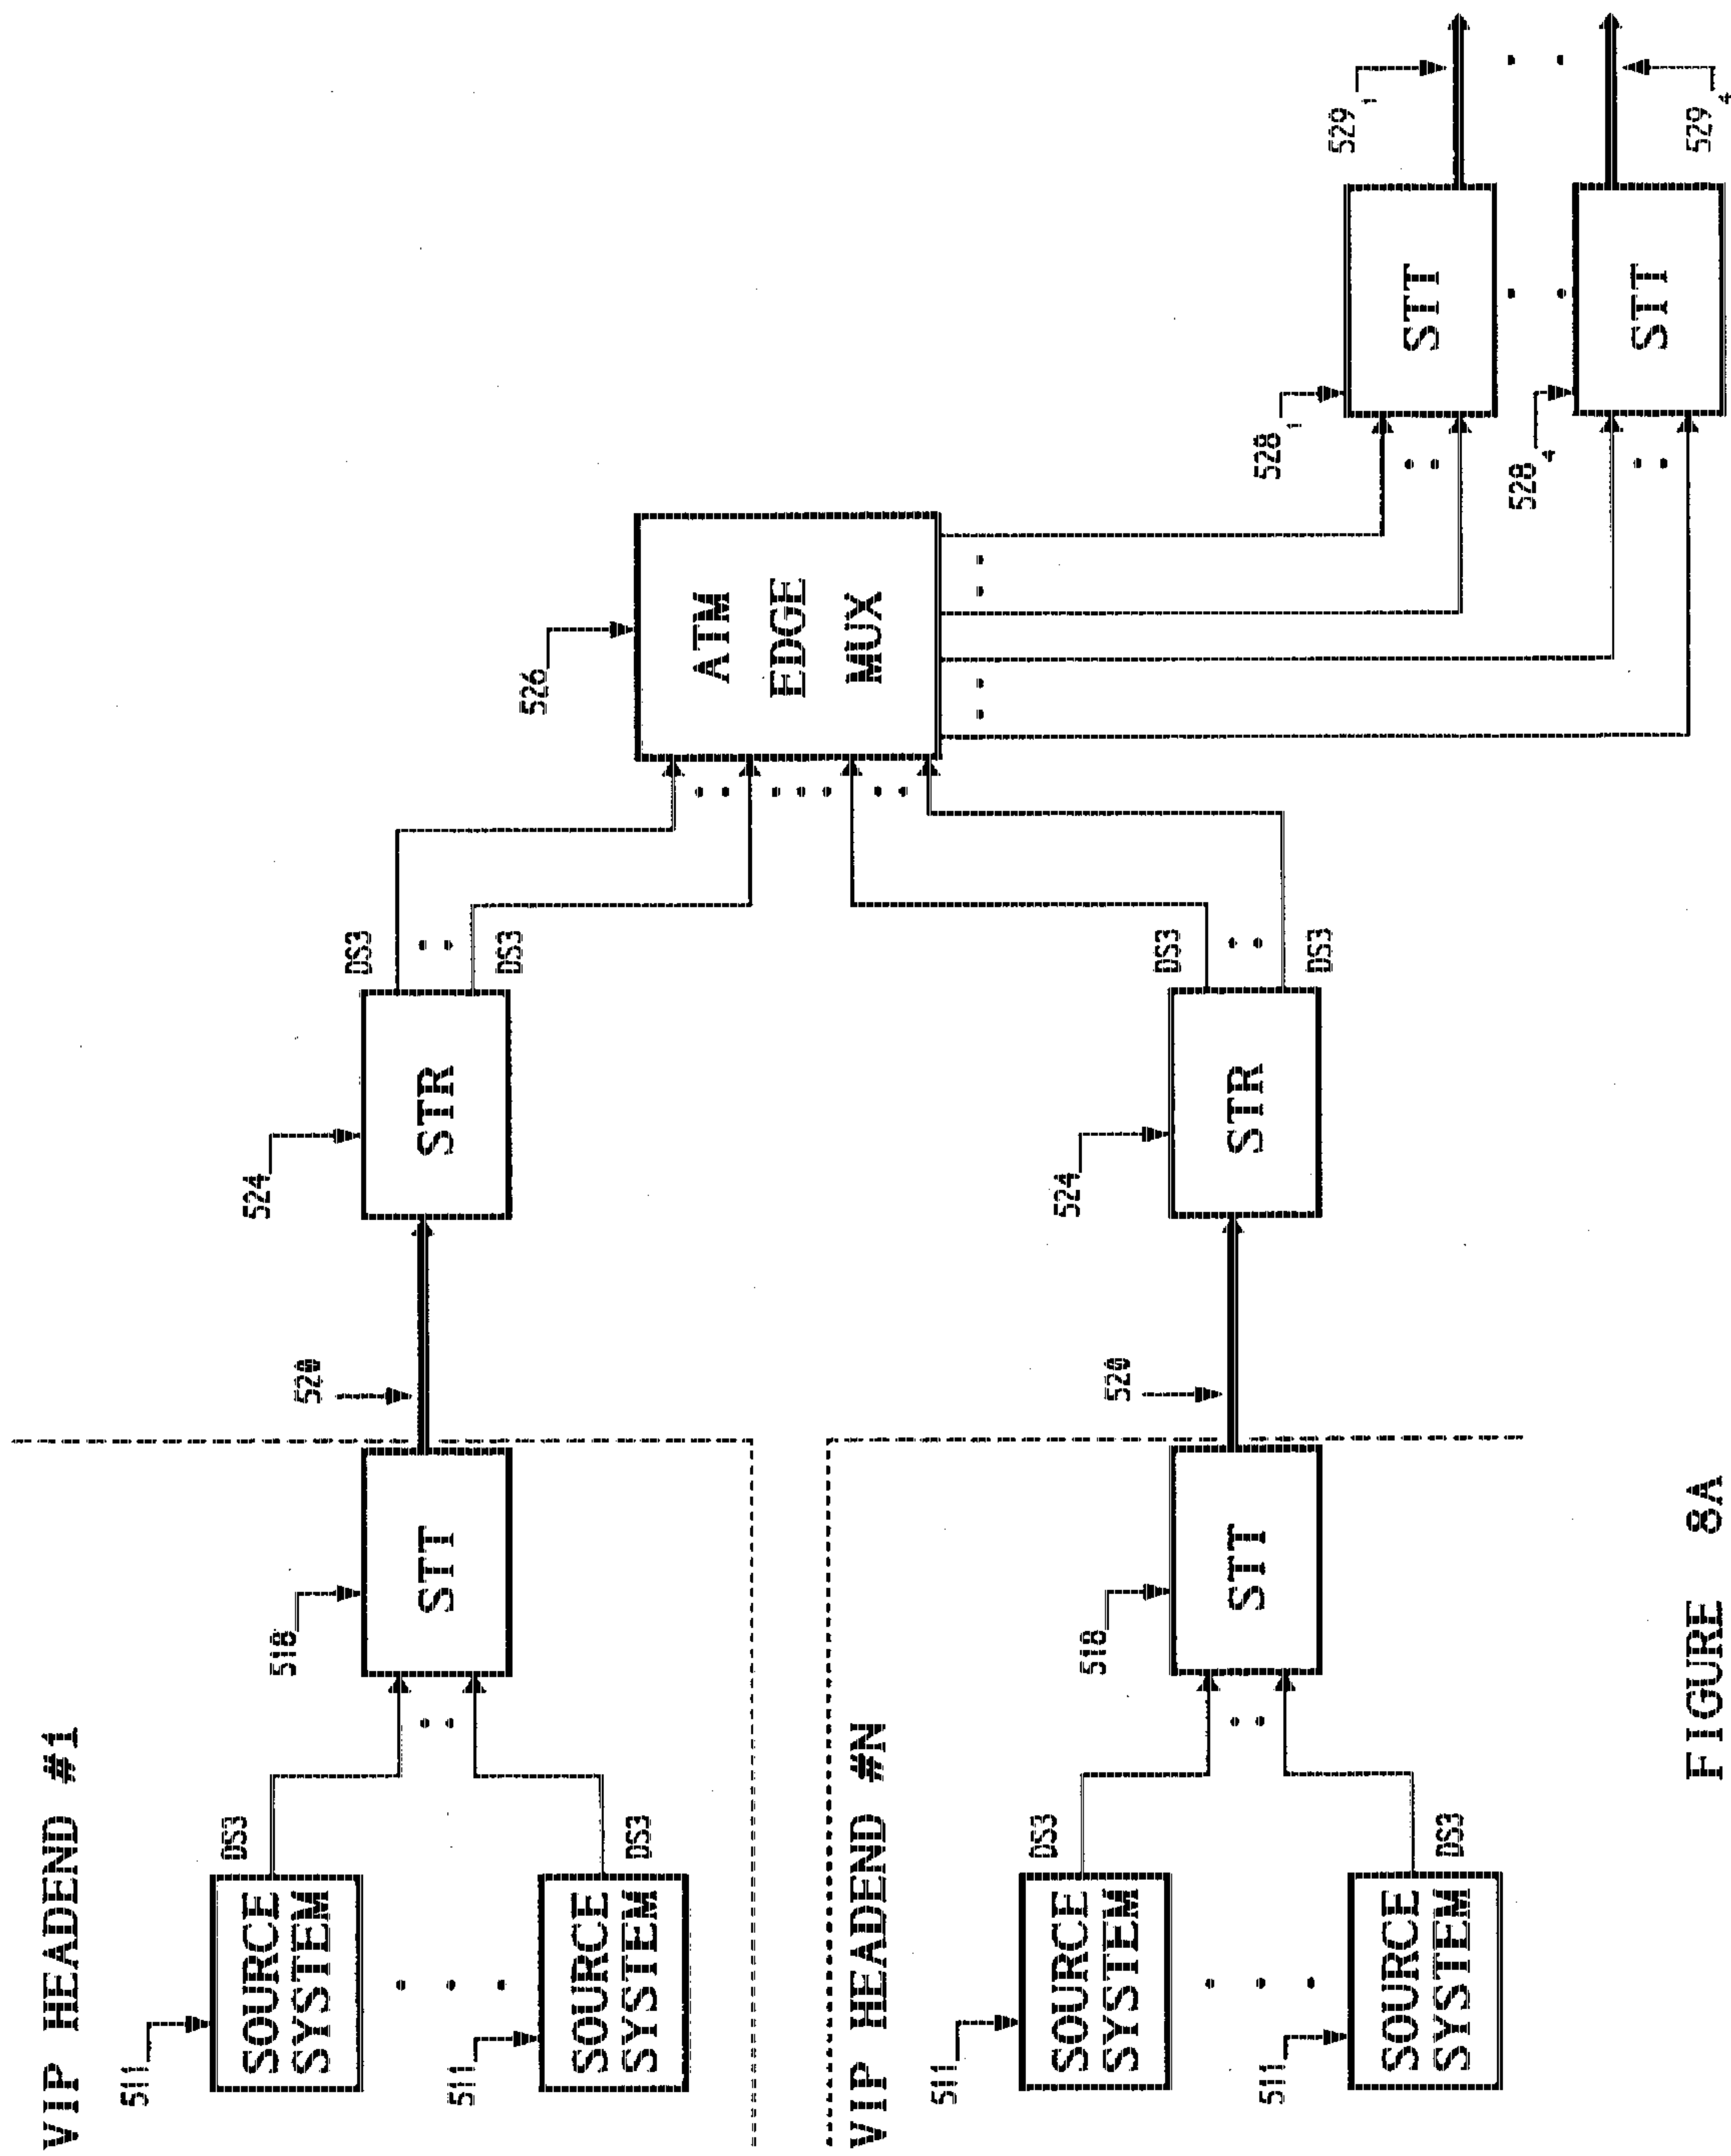 VIP HEADEND #1
511
SOURCE
SYSTEM
DS3
511
SOURCE
SYSTEM
DS3
518
STT
520
524
STR
DS3
DS3
526
ATM
EDGE
MUX
528
1
STT
529
1
528
4
STT
529
4
VIP HEADEND #N
511
SOURCE
SYSTEM
DS3
511
SOURCE
SYSTEM
DS3
518
STT
520
524
STR
DS3
DS3
FIGURE 8A